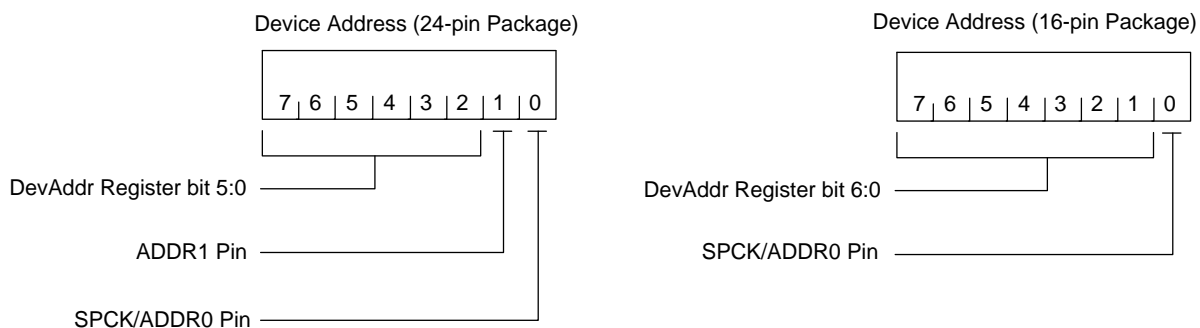 Device Address (24-pin Package)
7 6 5 4 3 2 1 0
DevAddr Register bit 5:0
ADDR1 Pin
SPCK/ADDR0 Pin
Device Address (16-pin Package)
7 6 5 4 3 2 1 0
DevAddr Register bit 6:0
SPCK/ADDR0 Pin